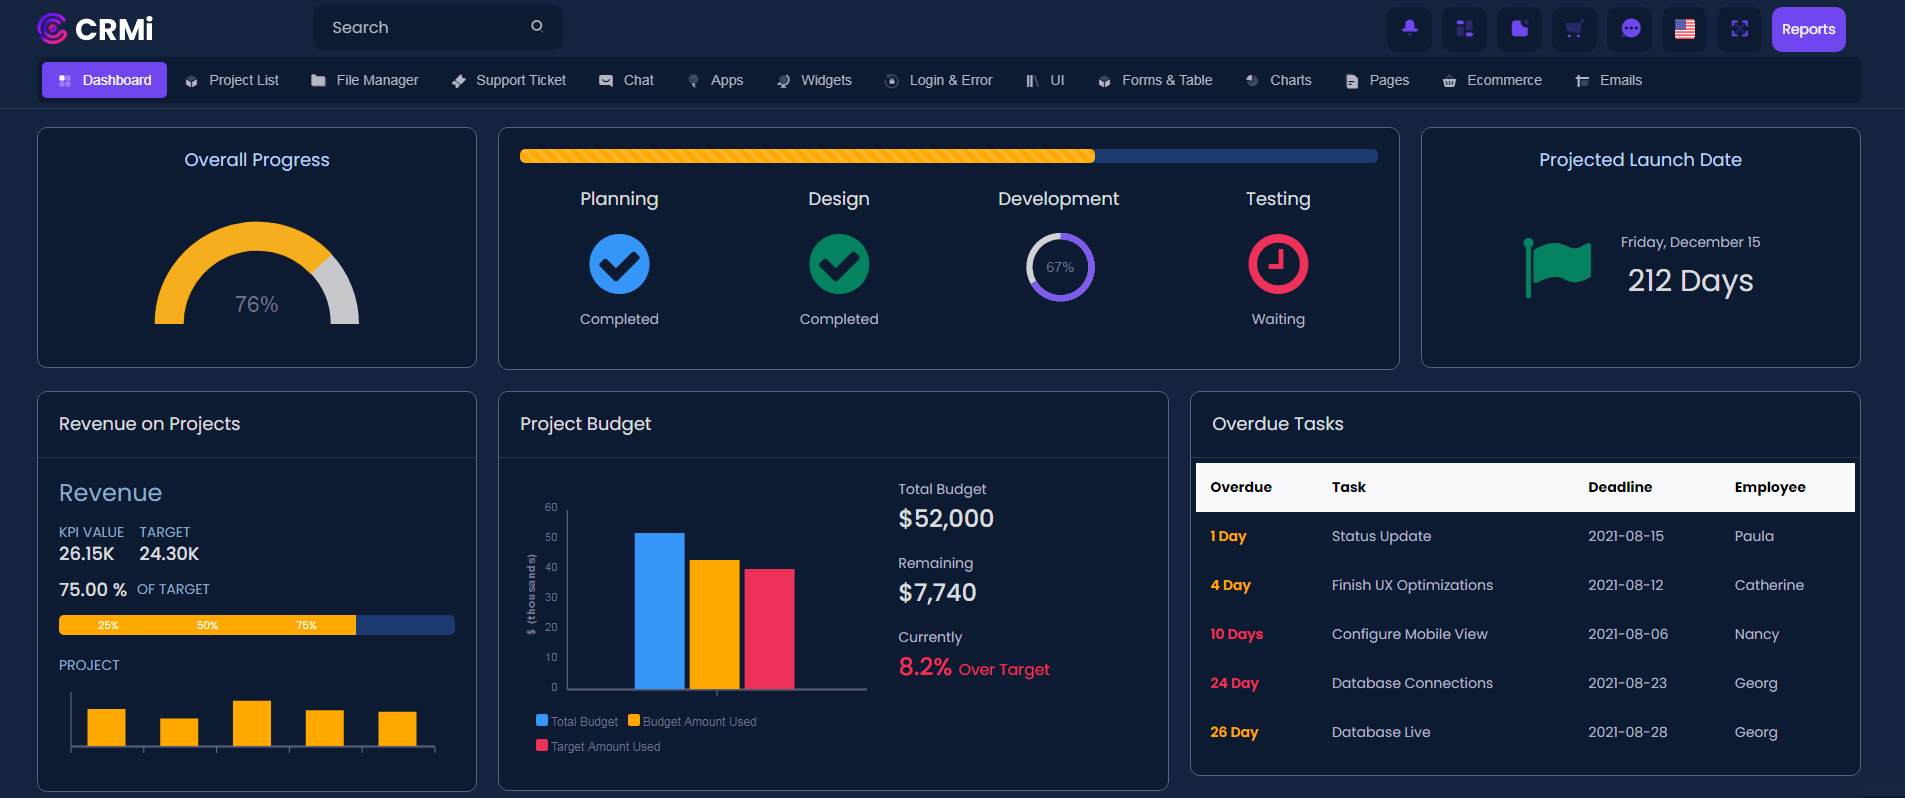 CRMi
Search
Reports
Dashboard Project List File Manager Support Ticket Chat Apps Widgets Login & Error UI Forms & Table Charts Pages Ecommerce Emails
Overall Progress
76%
Planning Design Development Testing
67%
Completed Completed Waiting
Projected Launch Date
Friday, December 15
212 Days
Revenue on Projects
Revenue
KPI VALUE TARGET
26.15K 24.30K
75.00 % OF TARGET
25% 50% 75%
PROJECT
Project Budget
$ (thousands)
60
50
40
30
20
10
0
Total Budget Budget Amount Used
Target Amount Used
Total Budget
$52,000
Remaining
$7,740
Currently
8.2% Over Target
Overdue Tasks
Overdue Task Deadline Employee
1 Day Status Update 2021-08-15 Paula
4 Day Finish UX Optimizations 2021-08-12 Catherine
10 Days Configure Mobile View 2021-08-06 Nancy
24 Day Database Connections 2021-08-23 Georg
26 Day Database Live 2021-08-28 Georg